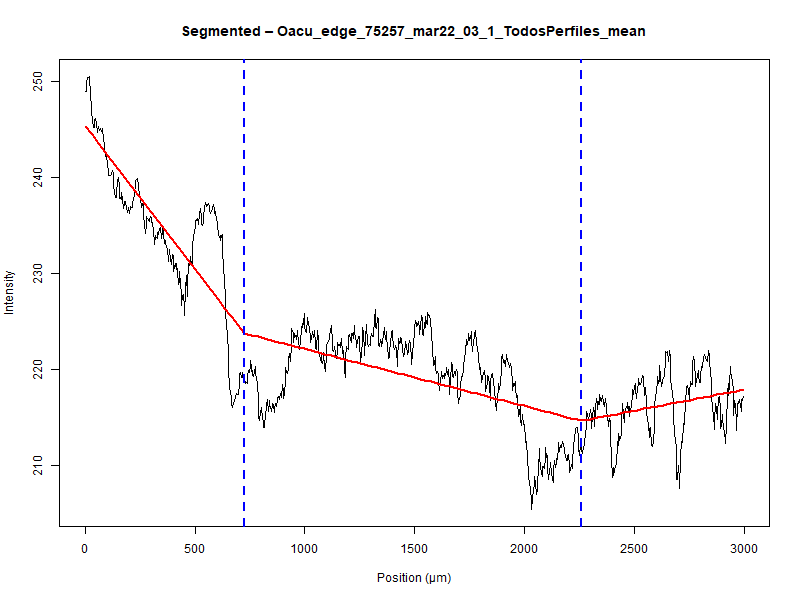 Segmented – Oacu_edge_75257_mar22_03_1_TodosPerfiles_mean
Intensity
250
240
230
220
210
0 500 1000 1500 2000 2500 3000
Position (µm)